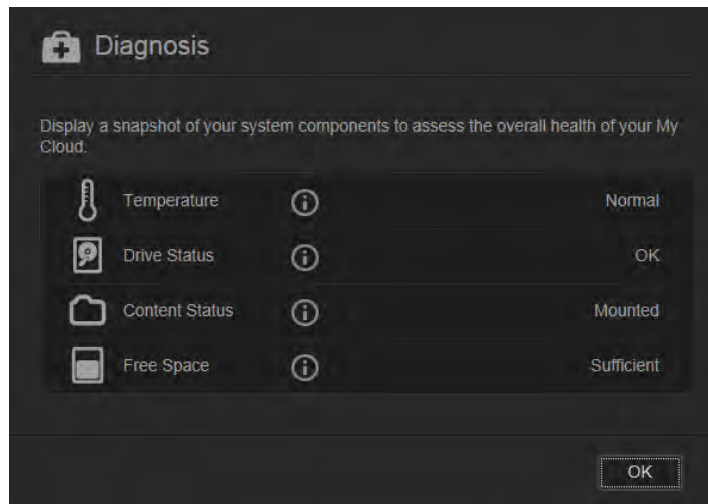 Diagnosis
Display a snapshot of your system components to assess the overall health of your My
Cloud.
Temperature Normal
Drive Status OK
Content Status Mounted
Free Space Sufficient
OK